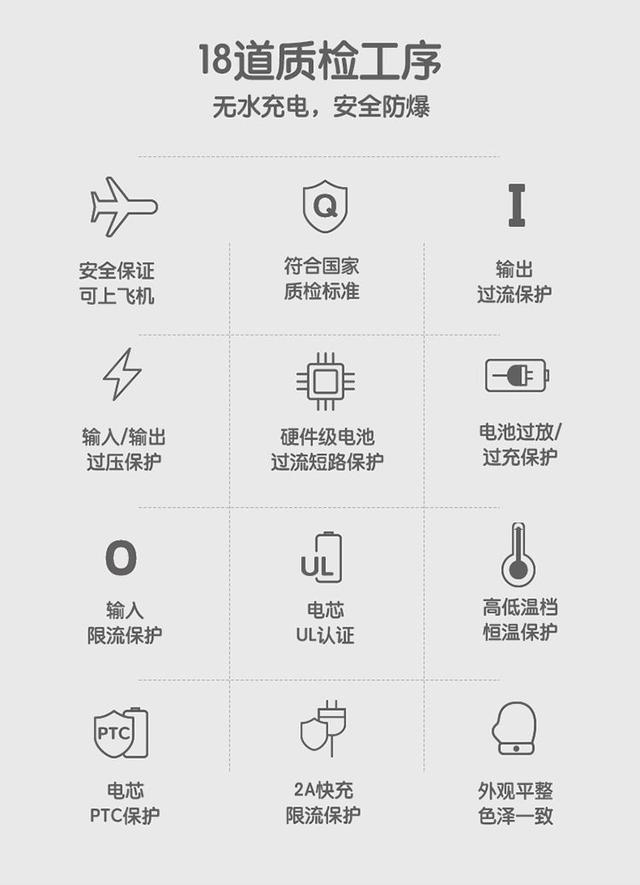 18道质检工序
无水充电，安全防爆
安全保证
可上飞机
Q
符合国家
质检标准
I
输出
过流保护
输入/输出
过压保护
硬件级电池
过流短路保护
电池过放/
过充保护
O
输入
限流保护
UL
电芯
UL认证
高低温档
恒温保护
PTC
电芯
PTC保护
2A快充
限流保护
外观平整
色泽一致